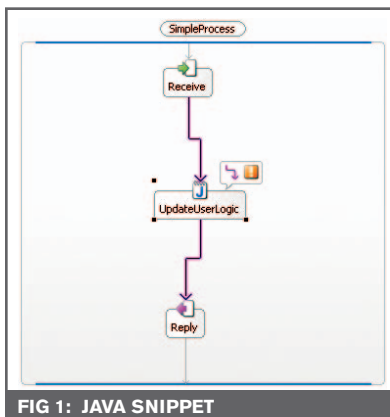 SimpleProcess
Receive
J
UpdateUserLogic
Reply
FIG 1: JAVA SNIPPET